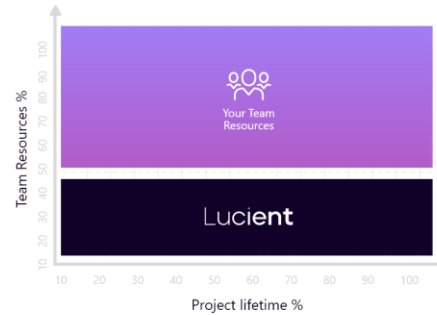 Team Resources %
100
90
80
70
60
50
40
30
20
10
Your Team
Resources
Lucient
10 20 30 40 50 60 70 80 90 100
Project lifetime %